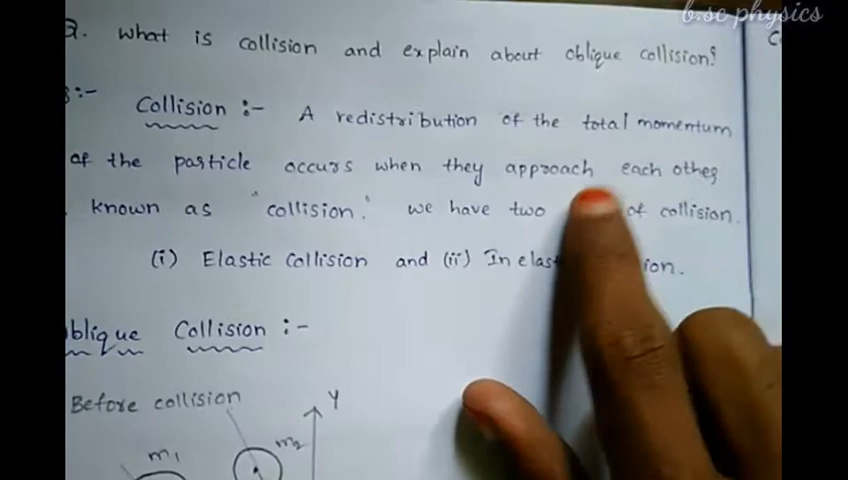 b.sc physics
Q. What is collision and explain about oblique collision?
:- Collision :- A redistribution of the total momentum
of the particle occurs when they approach each other
known as "collision." we have two of collision.
(i) Elastic Collision and (ii) In elas ion.
blique Collision :-
Before collision
Y
m1
m2